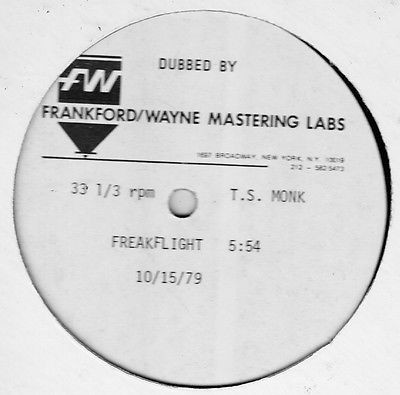 DUBBED BY
fW
FRANKFORD/WAYNE MASTERING LABS
1697 BROADWAY, NEW YORK, N.Y. 10019
212 - 582-5473
33 1/3 rpm T.S. MONK
FREAKFLIGHT 5:54
10/15/79